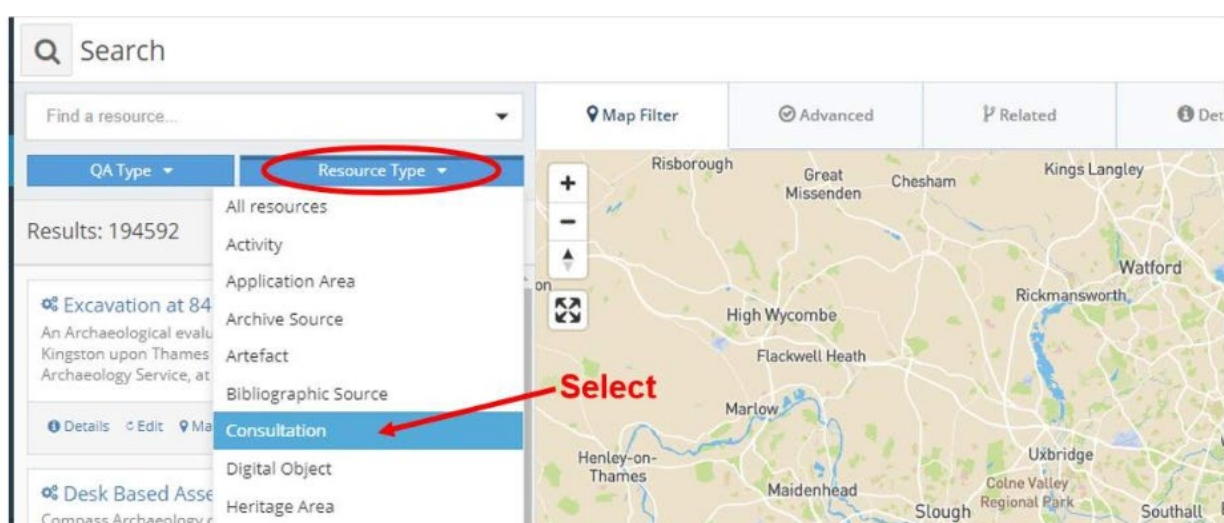 Search
Find a resource...
Map Filter
Advanced
Related
QA Type
Resource Type
All resources
Activity
Application Area
Archive Source
Artefact
Bibliographic Source
Consultation
Digital Object
Heritage Area
Results: 194592
Excavation at 84
An Archaeological
Kingston upon Thames
Archaeology Service, at
Details Edit
Desk Based
Compass Archaeology
Select
+
−
Risborough
Great
Missenden
Chesham
Kings Langley
Watford
Rickmansworth
High Wycombe
Flackwell Heath
Marlow
Henley-on-
Thames
Maidenhead
Uxbridge
Colne Valley
Regional Park
Slough
Southall